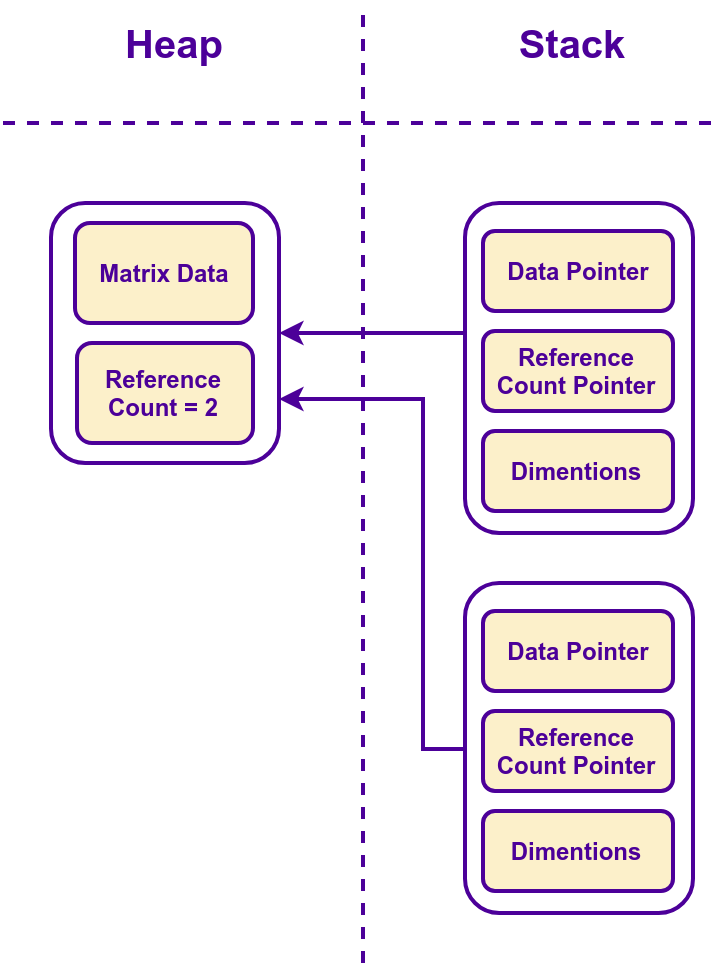 Heap
Stack
Matrix Data
Reference
Count = 2
Data Pointer
Reference
Count Pointer
Dimentions
Data Pointer
Reference
Count Pointer
Dimentions